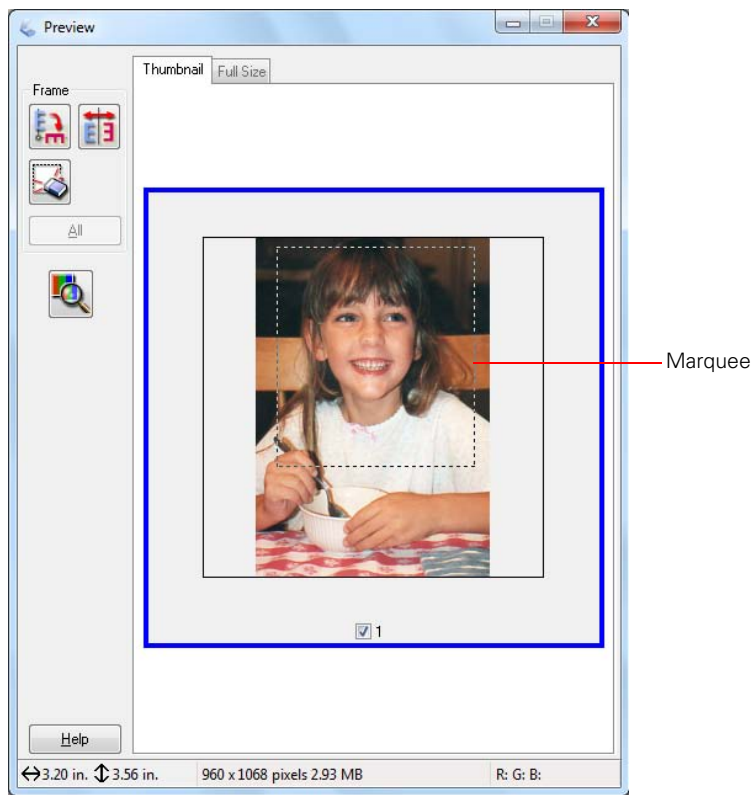 Preview
Thumbnail Full Size
Frame
All
Marquee
1
Help
3.20 in. 3.56 in. 960 x 1068 pixels 2.93 MB R: G: B: